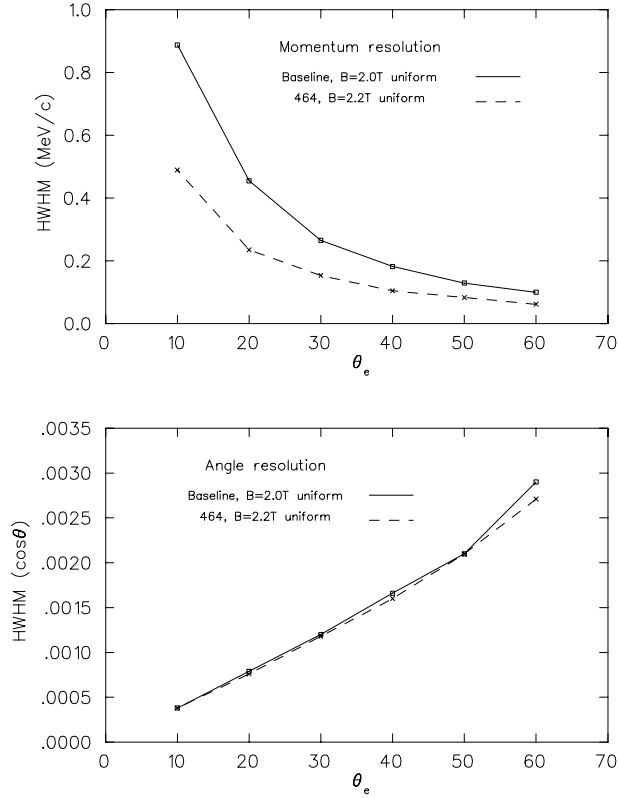 1.0
0.8
0.6
0.4
0.2
0.0
HWHM (MeV/c)
Momentum resolution
Baseline, B=2.0T uniform
464, B=2.2T uniform
0 10 20 30 40 50 60 70
θe
.0035
.0030
.0025
.0020
.0015
.0010
.0005
.0000
HWHM (cosθ)
Angle resolution
Baseline, B=2.0T uniform
464, B=2.2T uniform
0 10 20 30 40 50 60 70
θe